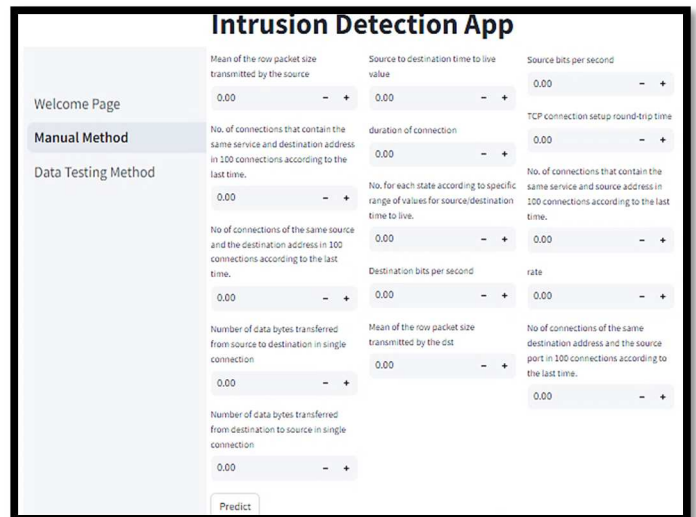 Intrusion Detection App
Welcome Page
Manual Method
Data Testing Method
Mean of the row packet size
transmitted by the source
0.00 - +
No. of connections that contain the
same service and destination address
in 100 connections according to the
last time.
0.00 - +
No of connections of the same source
and the destination address in 100
connections according to the last
time.
0.00 - +
Number of data bytes transferred
from source to destination in single
connection
0.00 - +
Number of data bytes transferred
from destination to source in single
connection
0.00 - +
Predict
Source to destination time to live
value
0.00 - +
duration of connection
0.00 - +
No. for each state according to specific
range of values for source/destination
time to live.
0.00 - +
Destination bits per second
0.00 - +
Mean of the row packet size
transmitted by the dst
0.00 - +
Source bits per second
0.00 - +
TCP connection setup round-trip time
0.00 - +
No. of connections that contain the
same service and source address in
100 connections according to the last
time.
0.00 - +
rate
0.00 - +
No of connections of the same
destination address and the source
port in 100 connections according to
the last time.
0.00 - +